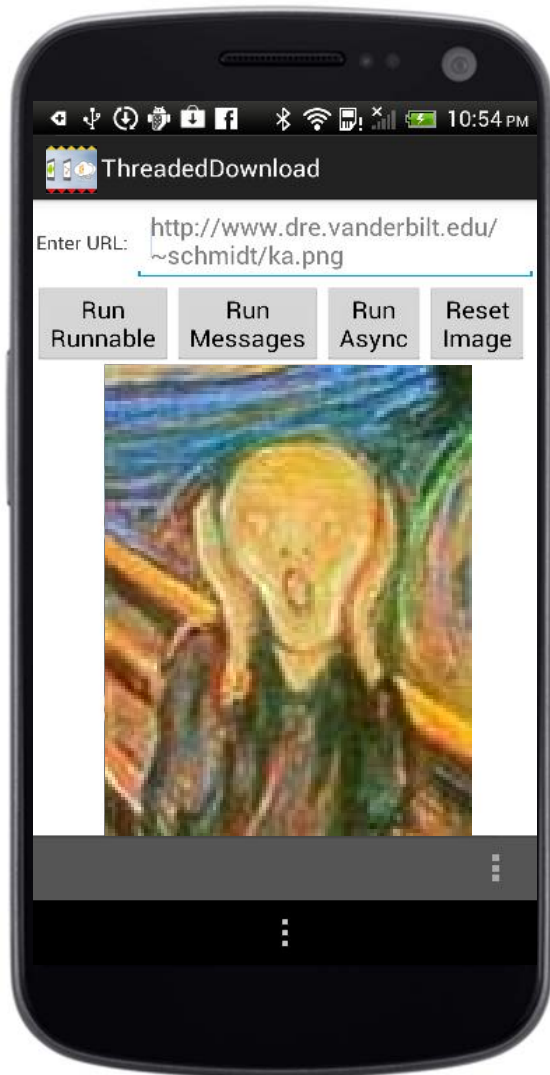 10:54 PM
ThreadedDownload
Enter URL:
http://www.dre.vanderbilt.edu/
~schmidt/ka.png
Run
Runnable
Run
Messages
Run
Async
Reset
Image